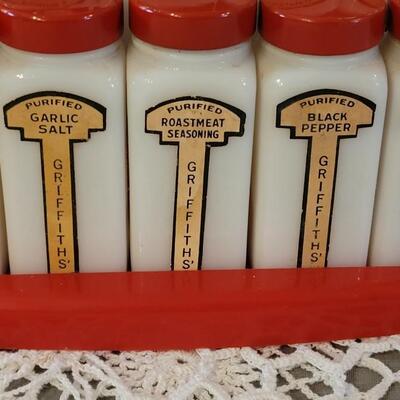 PURIFIED
GARLIC
SALT
GRIFFITHS'
PURIFIED
ROASTMEAT
SEASONING
GRIFFITHS'
PURIFIED
BLACK
PEPPER
GRIFFITHS'